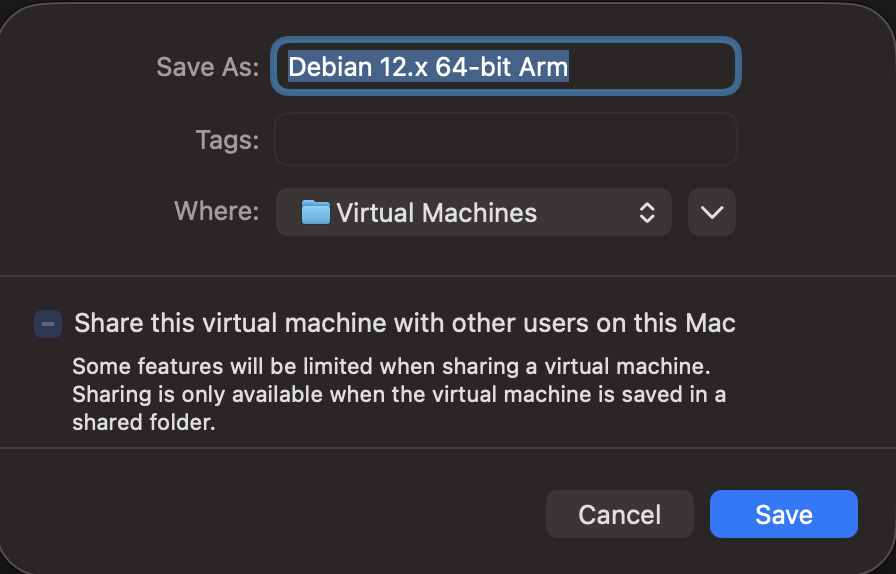 Save As: Debian 12.x 64-bit Arm
Tags:
Where: Virtual Machines
Share this virtual machine with other users on this Mac
Some features will be limited when sharing a virtual machine.
Sharing is only available when the virtual machine is saved in a
shared folder.
Cancel Save